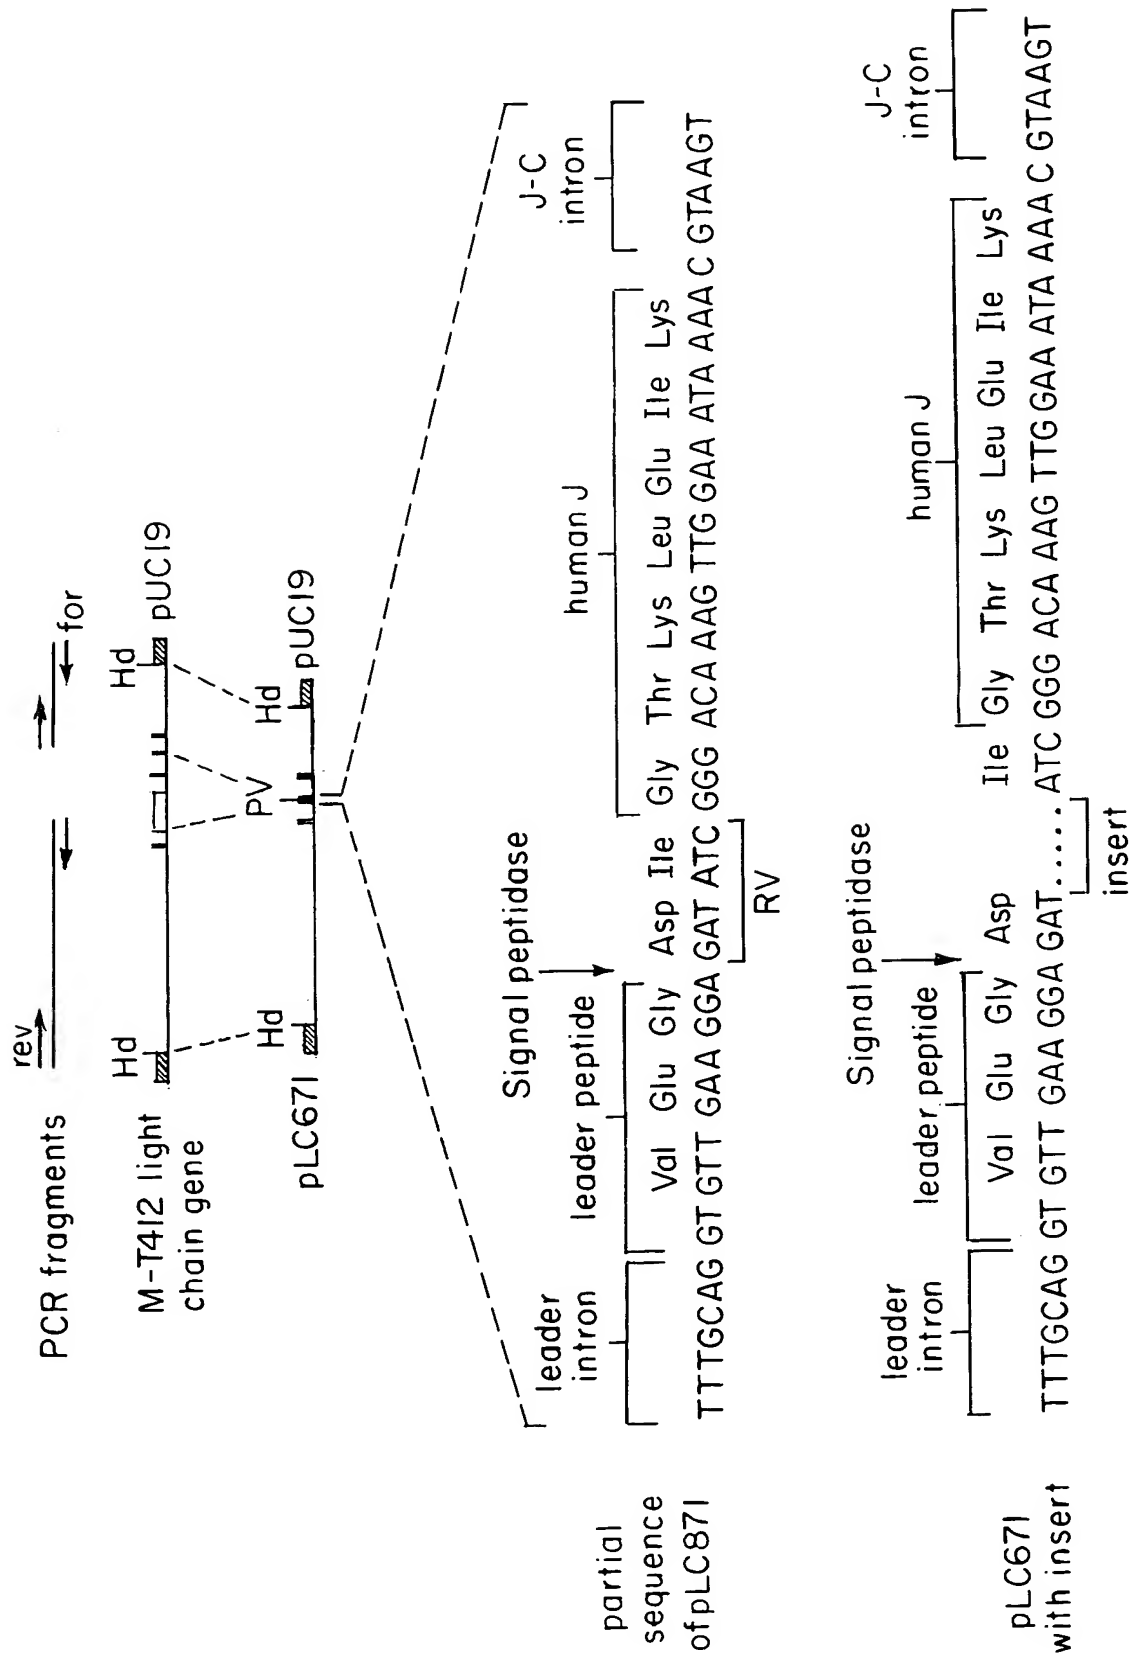 rev
PCR fragments
for
Hd
Hd
M-T412 light
chain gene
pUC19
PV
Hd
Hd
pLC671
pUC19
Signal peptidase
leader
intron
leader peptide
human J
J-C
intron
Val Glu Gly Asp Ile Gly Thr Lys Leu Glu Ile Lys
partial
sequence
of pLC871
TTTGCAG GT GTT GAA GGA GAT ATC GGG ACA AAG TTG GAA ATA AAA C GTAAGT
RV
Signal peptidase
leader
intron
leader peptide
human J
J-C
intron
Val Glu Gly Asp Ile Gly Thr Lys Leu Glu Ile Lys
pLC671
with insert
TTTGCAG GT GTT GAA GGA GAT......ATC GGG ACA AAG TTG GAA ATA AAA C GTAAGT
insert